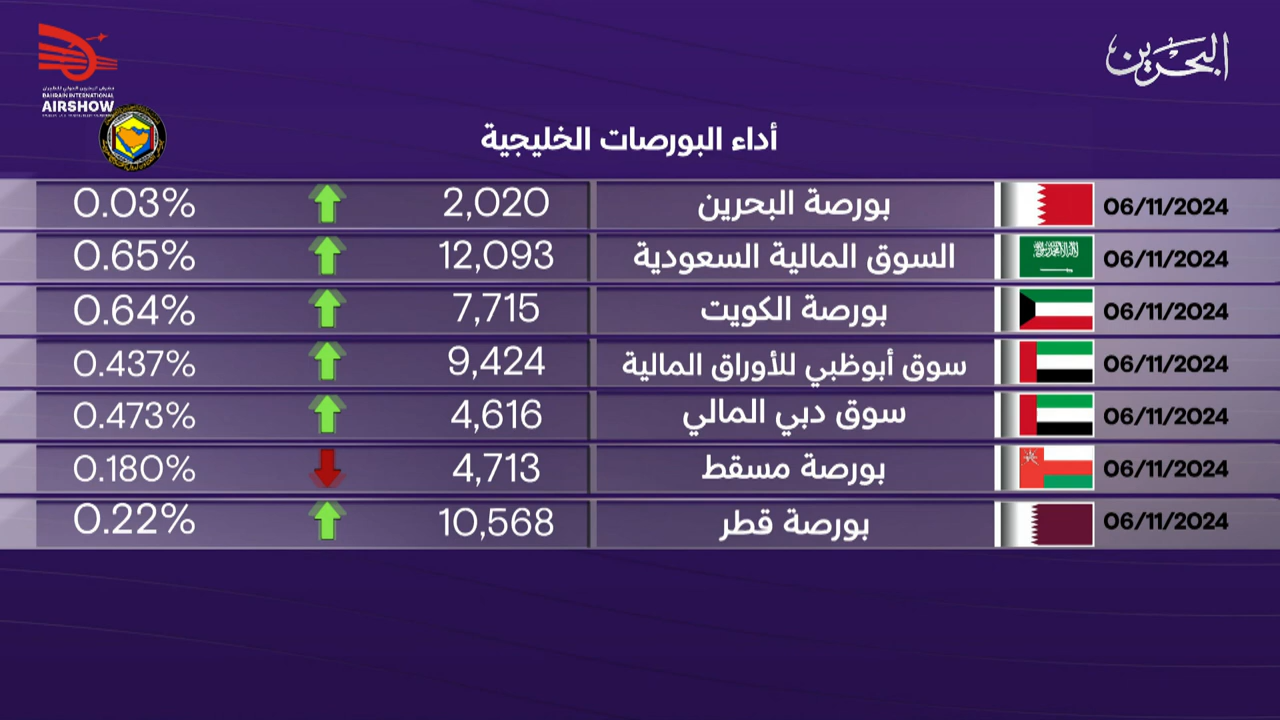 البحرين
BAHRAIN INTERNATIONAL
AIRSHOW
أداء البورصات الخليجية
06/11/2024 بورصة البحرين 2,020 0.03%
06/11/2024 السوق المالية السعودية 12,093 0.65%
06/11/2024 بورصة الكويت 7,715 0.64%
06/11/2024 سوق أبوظبي للأوراق المالية 9,424 0.437%
06/11/2024 سوق دبي المالي 4,616 0.473%
06/11/2024 بورصة مسقط 4,713 0.180%
06/11/2024 بورصة قطر 10,568 0.22%